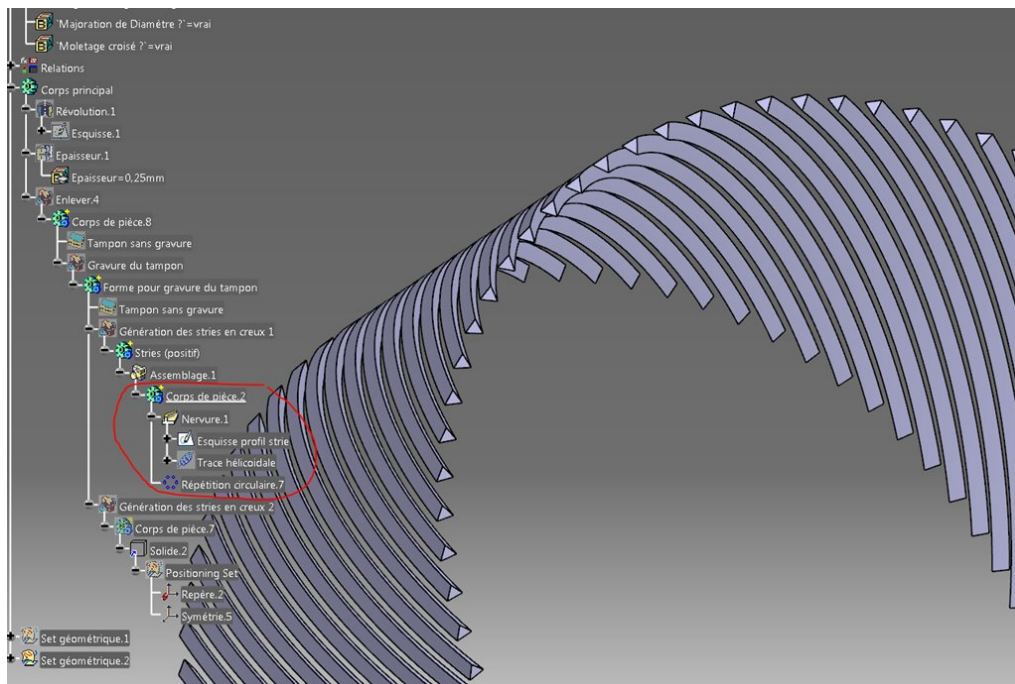 `Majoration de Diamétre ?`=vrai
`Moletage croisé ?`=vrai
Relations
Corps principal
Révolution.1
Esquisse.1
Epaisseur.1
Epaisseur=0,25mm
Enlever.4
Corps de pièce.8
Tampon sans gravure
Gravure du tampon
Forme pour gravure du tampon
Tampon sans gravure
Génération des stries en creux 1
Stries (positif)
Assemblage.1
Corps de pièce.2
Nervure.1
Esquisse profil strie
Trace hélicoidale
Répétition circulaire.7
Génération des stries en creux 2
Corps de pièce.7
Solide.2
Positioning Set
Repère.2
Symétrie.5
Set géométrique.1
Set géométrique.2